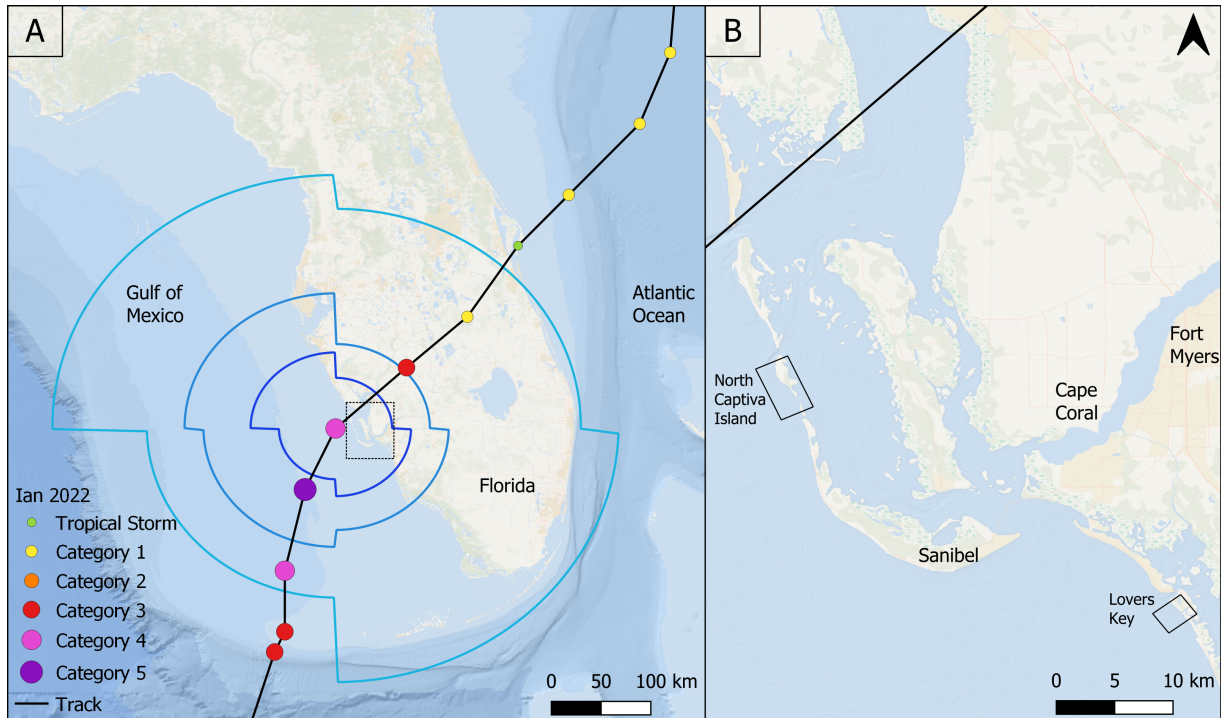 A
Gulf of
Mexico
Atlantic
Ocean
Florida
Ian 2022
Tropical Storm
Category 1
Category 2
Category 3
Category 4
Category 5
Track
0 50 100 km
B
North
Captiva
Island
Fort
Myers
Cape
Coral
Sanibel
Lovers
Key
0 5 10 km